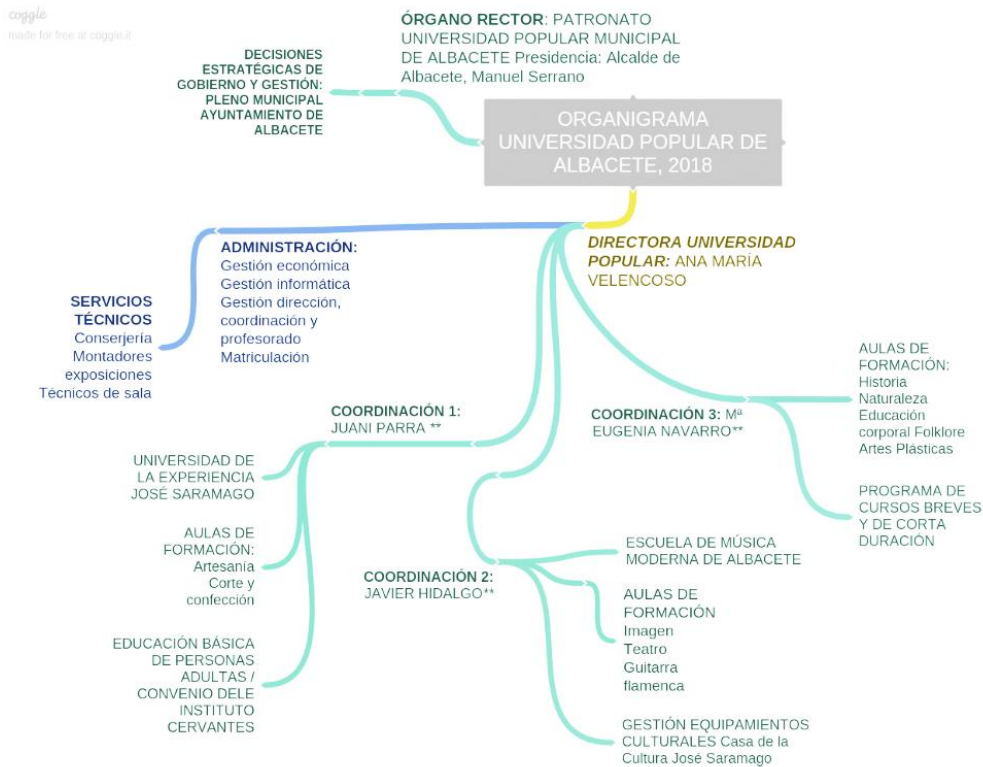 coggle
made for free at coggle.it
ÓRGANO RECTOR: PATRONATO
UNIVERSIDAD POPULAR MUNICIPAL
DE ALBACETE Presidencia: Alcalde de
Albacete, Manuel Serrano
DECISIONES
ESTRATÉGICAS DE
GOBIERNO Y GESTIÓN:
PLENO MUNICIPAL
AYUNTAMIENTO DE
ALBACETE
ORGANIGRAMA
UNIVERSIDAD POPULAR DE
ALBACETE, 2018
DIRECTORA UNIVERSIDAD
POPULAR: ANA MARÍA
VELENCOSO
ADMINISTRACIÓN:
Gestión económica
Gestión informática
Gestión dirección,
coordinación y
profesorado
Matriculación
SERVICIOS
TÉCNICOS
Conserjería
Montadores
exposiciones
Técnicos de sala
COORDINACIÓN 1:
JUANI PARRA **
UNIVERSIDAD DE
LA EXPERIENCIA
JOSÉ SARAMAGO
AULAS DE
FORMACIÓN:
Artesanía
Corte y
confección
EDUCACIÓN BÁSICA
DE PERSONAS
ADULTAS /
CONVENIO DELE
INSTITUTO
CERVANTES
COORDINACIÓN 2:
JAVIER HIDALGO**
ESCUELA DE MÚSICA
MODERNA DE ALBACETE
AULAS DE
FORMACIÓN
Imagen
Teatro
Guitarra
flamenca
GESTIÓN EQUIPAMIENTOS
CULTURALES Casa de la
Cultura José Saramago
COORDINACIÓN 3: Mª
EUGENIA NAVARRO**
AULAS DE
FORMACIÓN:
Historia
Naturaleza
Educación
corporal Folklore
Artes Plásticas
PROGRAMA DE
CURSOS BREVES
Y DE CORTA
DURACIÓN